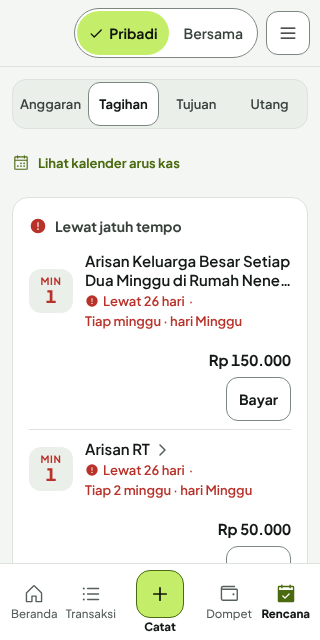 Pribadi
Bersama
Anggaran
Tagihan
Tujuan
Utang
Lihat kalender arus kas
Lewat jatuh tempo
MIN
1
Arisan Keluarga Besar Setiap
Dua Minggu di Rumah Nene…
Lewat 26 hari ·
Tiap minggu · hari Minggu
Rp 150.000
Bayar
MIN
1
Arisan RT
Lewat 26 hari ·
Tiap 2 minggu · hari Minggu
Rp 50.000
Beranda
Transaksi
Catat
Dompet
Rencana